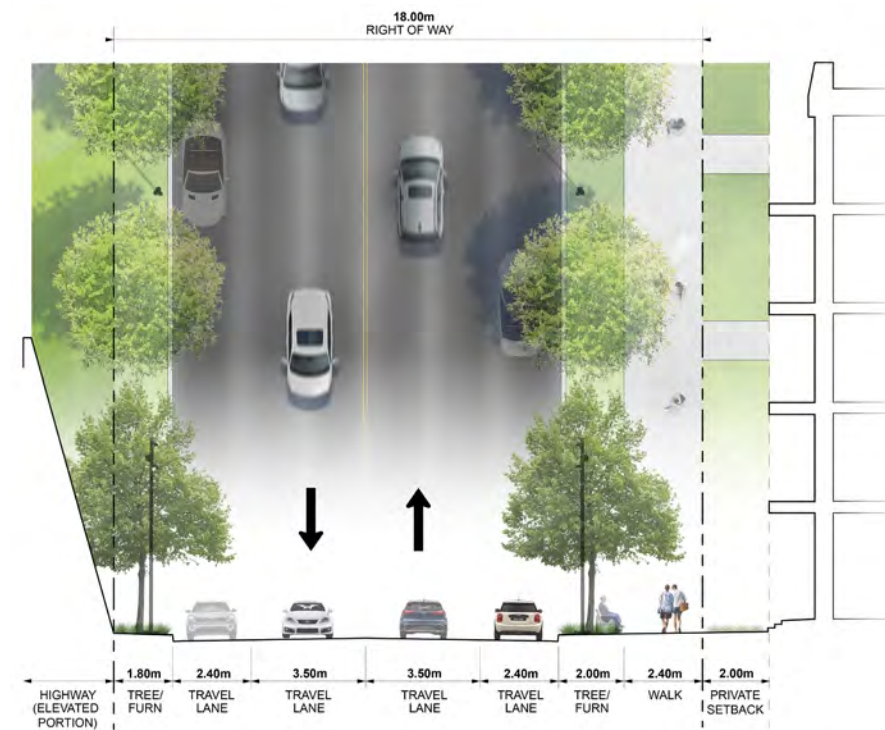 18.00m
RIGHT OF WAY
1.80m 2.40m 3.50m 3.50m 2.40m 2.00m 2.40m 2.00m
HIGHWAY
(ELEVATED
PORTION)
TREE/
FURN
TRAVEL
LANE
TRAVEL
LANE
TRAVEL
LANE
TRAVEL
LANE
TREE/
FURN
WALK
PRIVATE
SETBACK